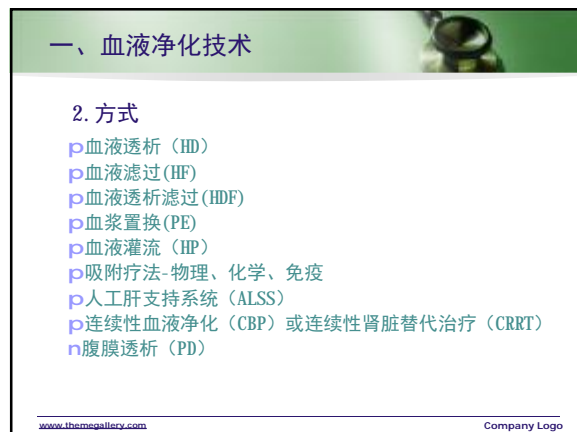 一、血液净化技术
2.方式
p血液透析（HD）
p血液滤过(HF)
p血液透析滤过(HDF)
p血浆置换(PE)
p血液灌流（HP）
p吸附疗法-物理、化学、免疫
p人工肝支持系统（ALSS）
p连续性血液净化（CBP）或连续性肾脏替代治疗（CRRT）
n腹膜透析（PD）
www.themegallery.com
Company Logo